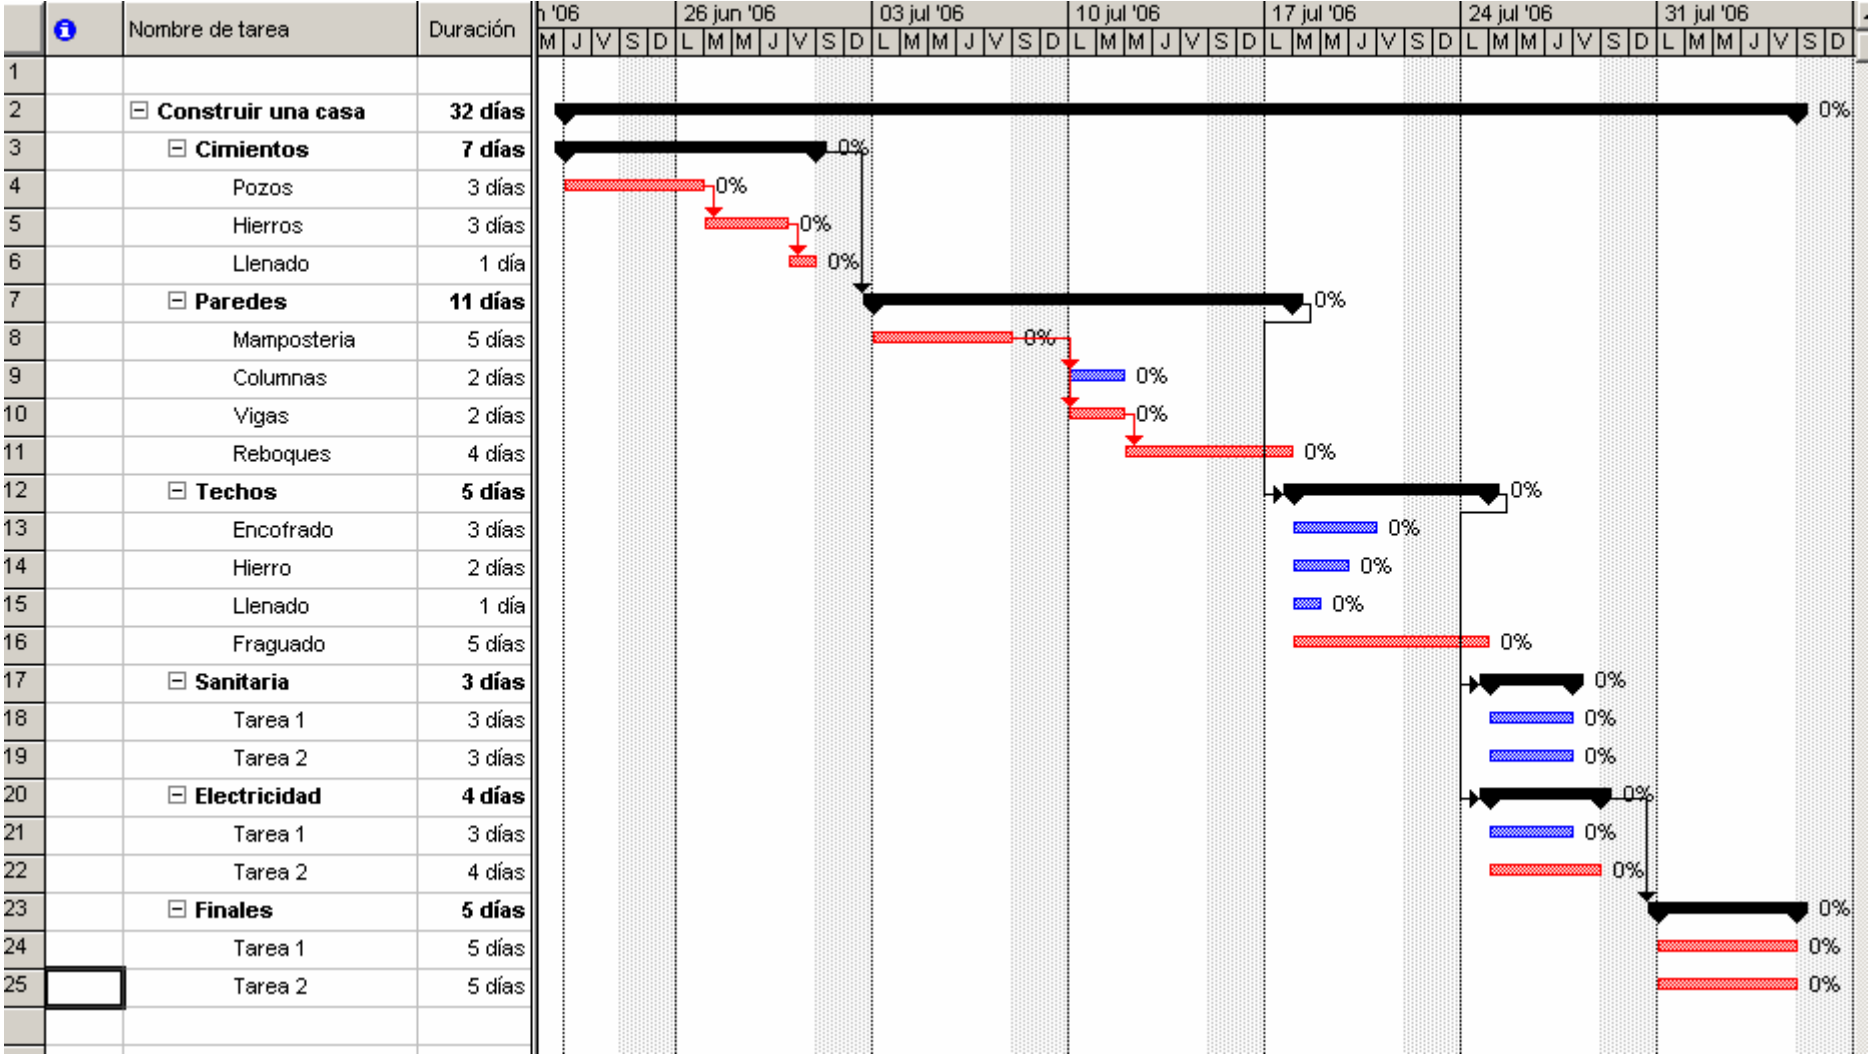 Nombre de tarea Duración n '06 26 jun '06 03 jul '06 10 jul '06 17 jul '06 24 jul '06 31 jul '06
M J V S D L M M J V S D L M M J V S D L M M J V S D L M M J V S D L M M J V S D L M M J V S D
1
2 Construir una casa 32 días 0%
3 Cimientos 7 días 0%
4 Pozos 3 días 0%
5 Hierros 3 días 0%
6 Llenado 1 día 0%
7 Paredes 11 días 0%
8 Mamposteria 5 días 0%
9 Columnas 2 días 0%
10 Vigas 2 días 0%
11 Reboques 4 días 0%
12 Techos 5 días 0%
13 Encofrado 3 días 0%
14 Hierro 2 días 0%
15 Llenado 1 día 0%
16 Fraguado 5 días 0%
17 Sanitaria 3 días 0%
18 Tarea 1 3 días 0%
19 Tarea 2 3 días 0%
20 Electricidad 4 días 0%
21 Tarea 1 3 días 0%
22 Tarea 2 4 días 0%
23 Finales 5 días 0%
24 Tarea 1 5 días 0%
25 Tarea 2 5 días 0%